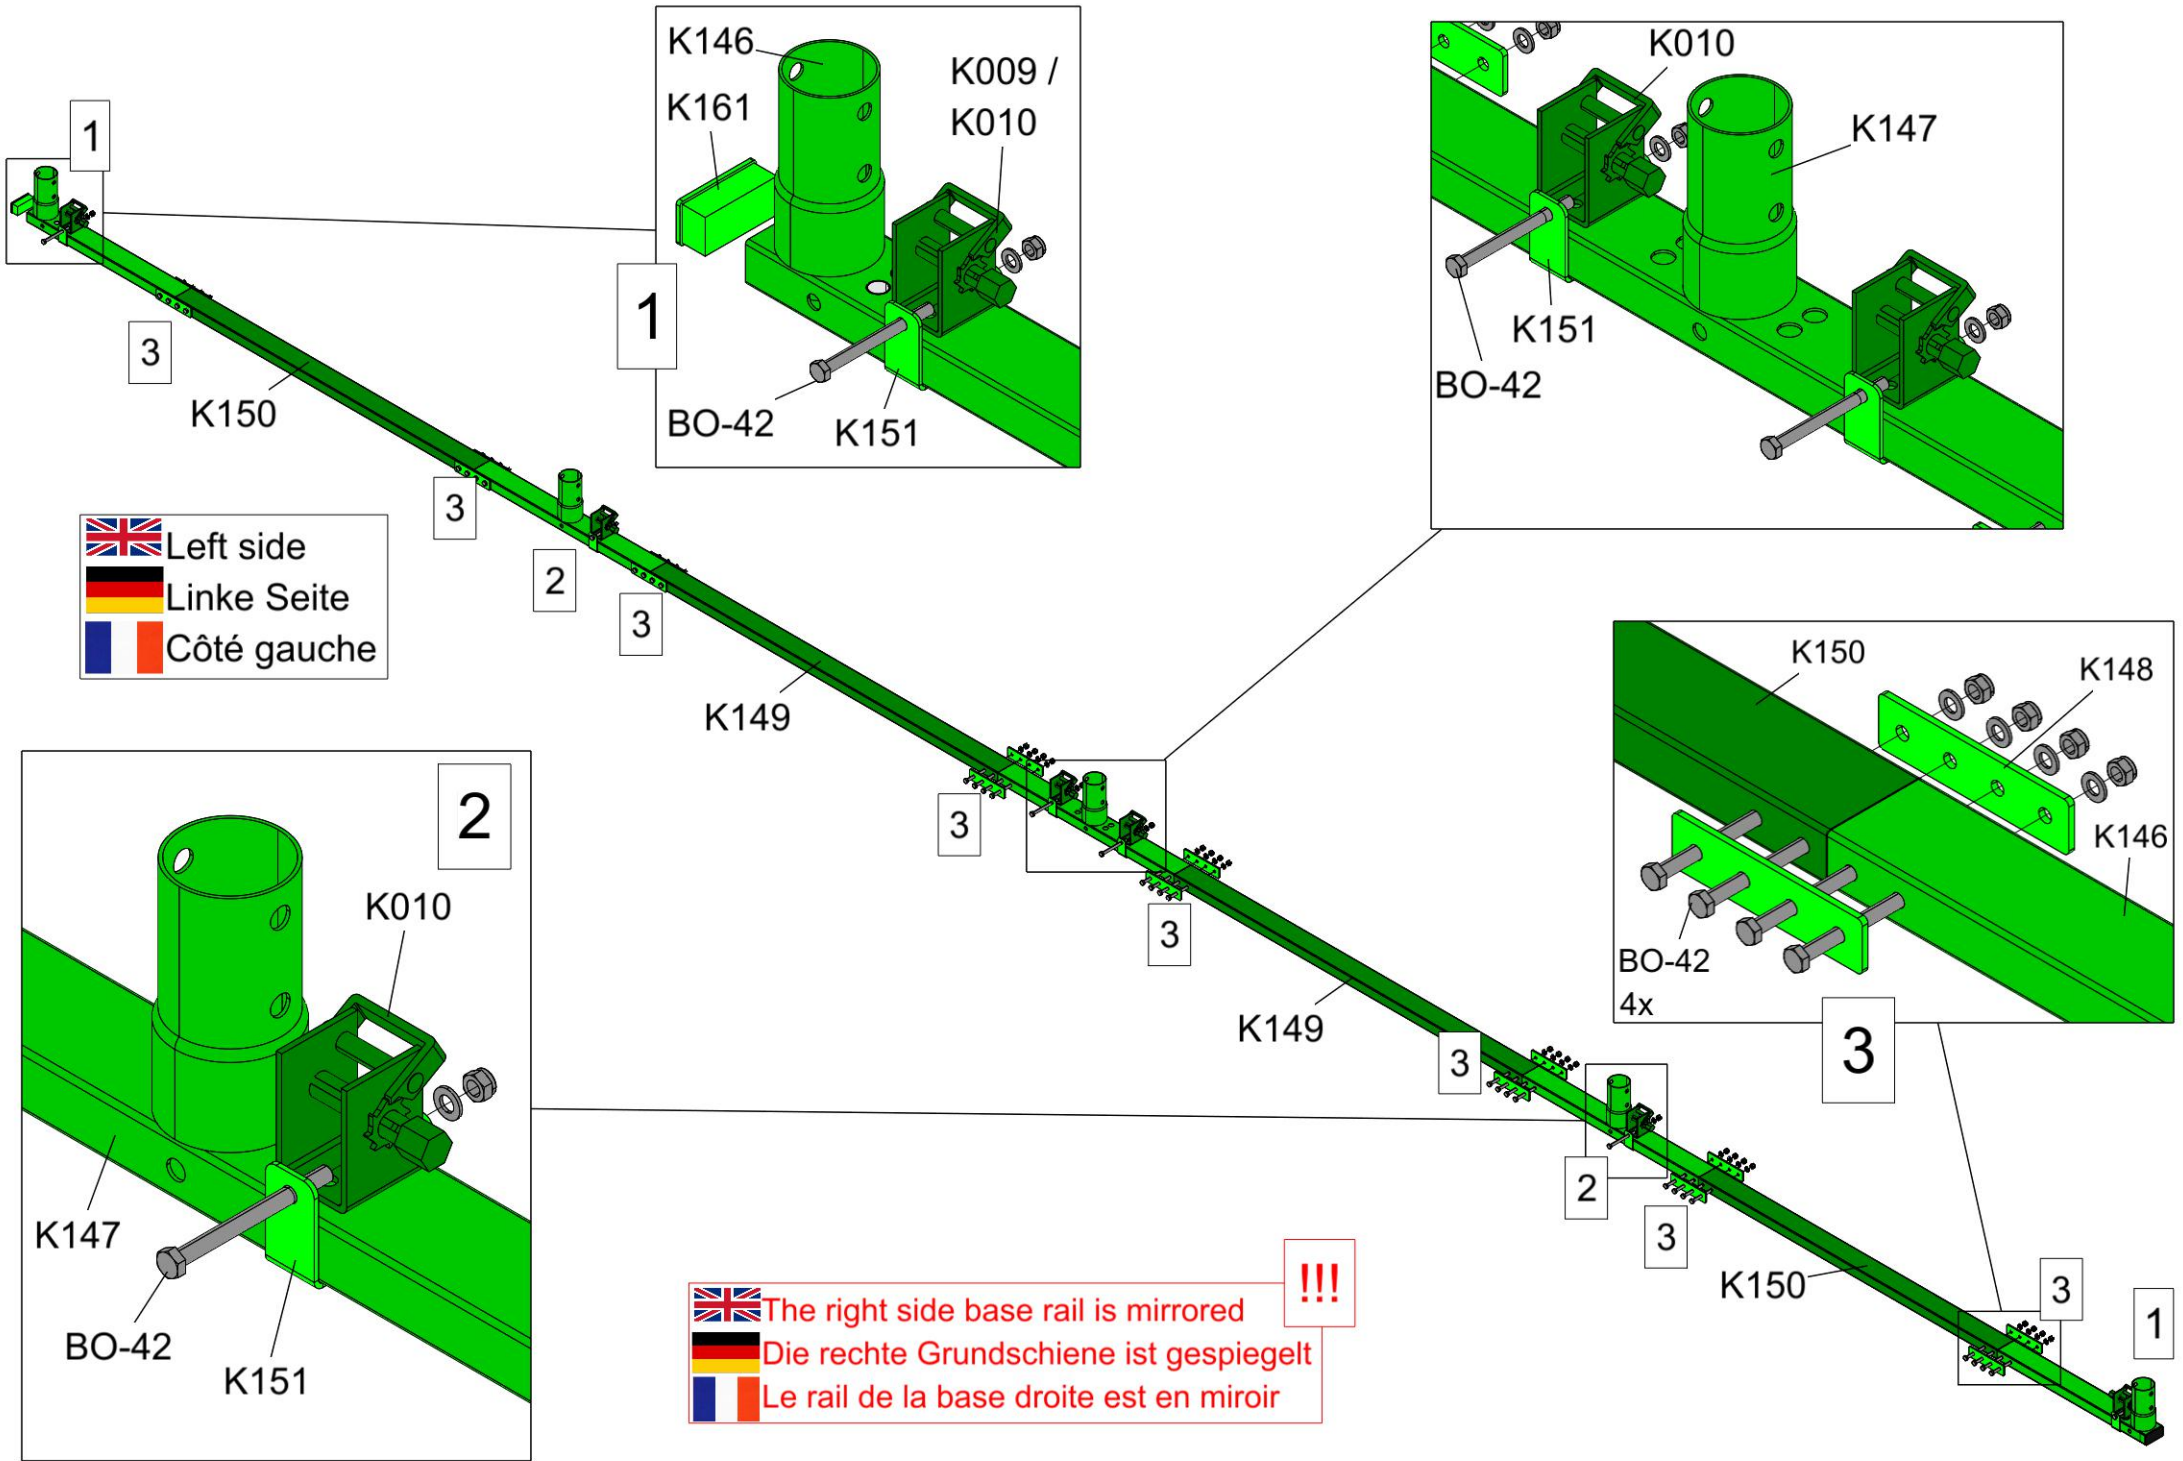 K146
K161
K009 /
K010
1
BO-42
K151
K010
K147
K151
BO-42
1
3
K150
3
2
3
Left side
Linke Seite
Côté gauche
K149
3
3
K149
3
2
3
K150
3
1
K150
K148
K146
BO-42
4x
3
2
K010
K147
BO-42
K151
!!!
The right side base rail is mirrored
Die rechte Grundschiene ist gespiegelt
Le rail de la base droite est en miroir